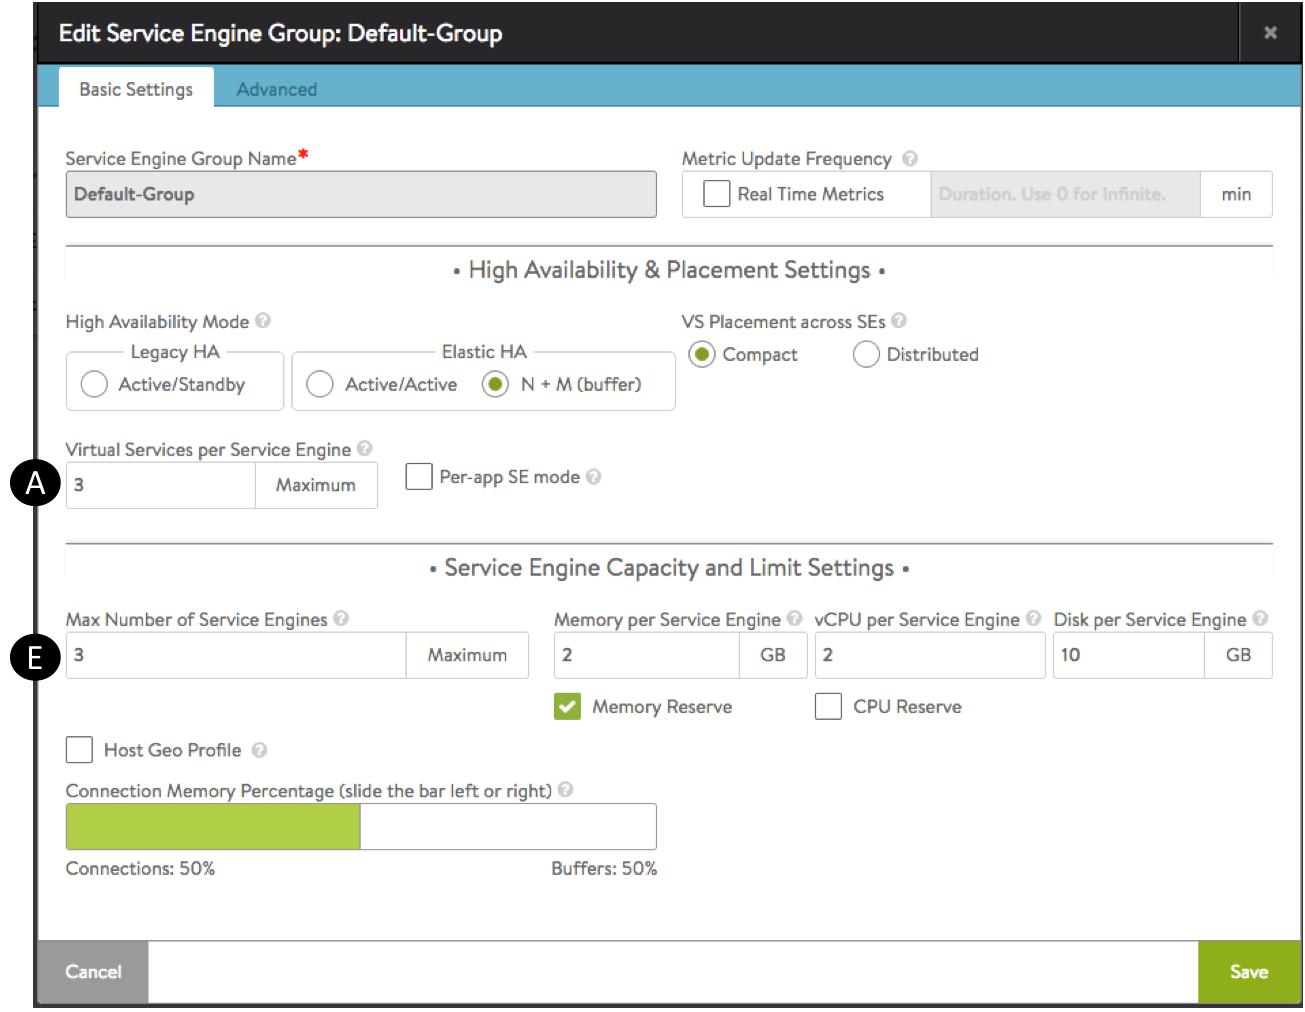 Edit Service Engine Group: Default-Group
×
Basic Settings Advanced
Service Engine Group Name* Metric Update Frequency ?
Default-Group Real Time Metrics Duration. Use 0 for Infinite. min
• High Availability & Placement Settings •
High Availability Mode ? VS Placement across SEs ?
Legacy HA Elastic HA Compact Distributed
Active/Standby Active/Active N + M (buffer)
Virtual Services per Service Engine ?
A 3 Maximum Per-app SE mode ?
• Service Engine Capacity and Limit Settings •
Max Number of Service Engines ? Memory per Service Engine ? vCPU per Service Engine ? Disk per Service Engine ?
E 3 Maximum 2 GB 2 10 GB
Memory Reserve CPU Reserve
Host Geo Profile ?
Connection Memory Percentage (slide the bar left or right) ?
Connections: 50% Buffers: 50%
Cancel Save